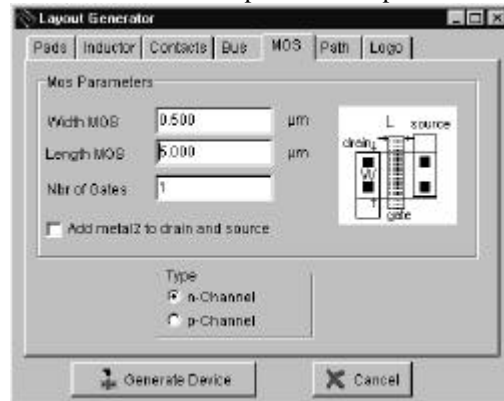 Layout Generator
Pads Inductor Contacts Bus MOS Path Logo
Mos Parameters
Width MOS 0.500 µm
Length MOS 5.000 µm
Nbr of Gates 1
Add metal2 to drain and source
L source
drain
W
gate
Type
n-Channel
p-Channel
Generate Device Cancel